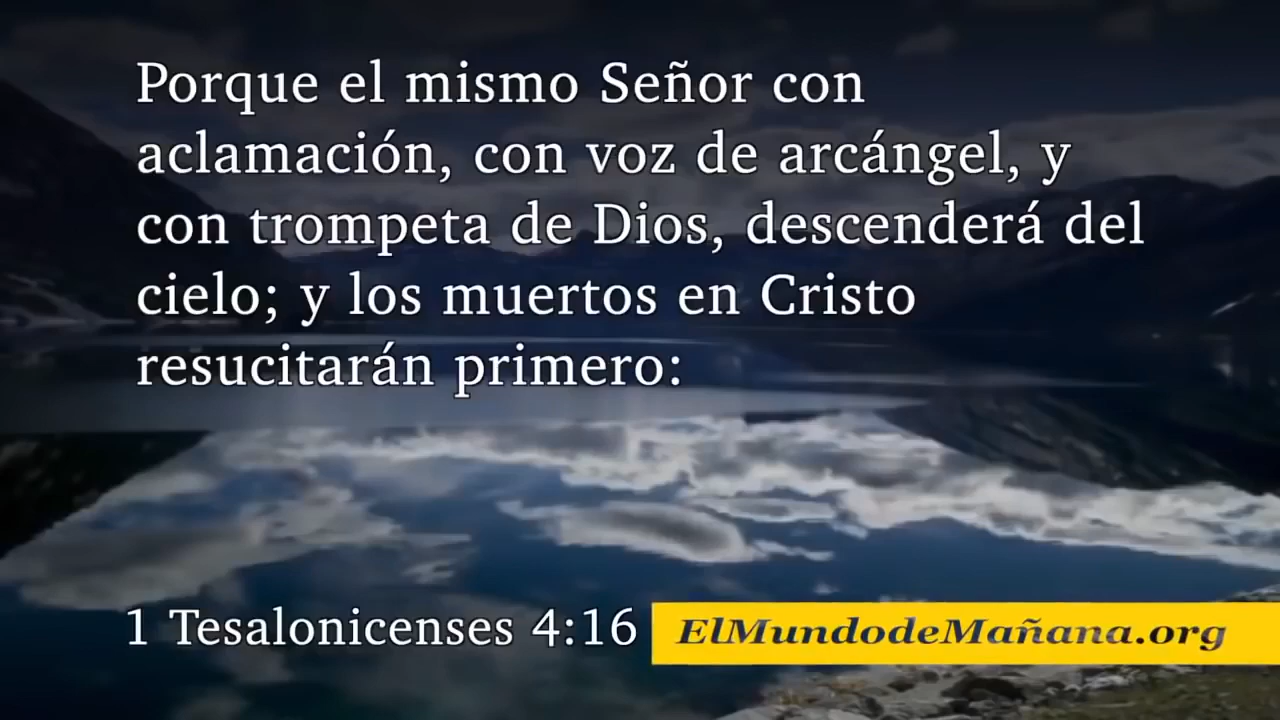 Porque el mismo Señor con
aclamación, con voz de arcángel, y
con trompeta de Dios, descenderá del
cielo; y los muertos en Cristo
resucitarán primero:
1 Tesalonicenses 4:16
ElMundodeMañana.org